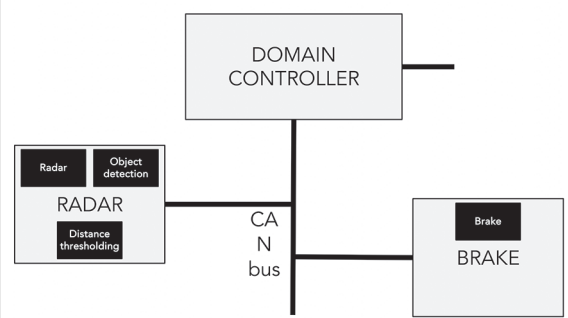 DOMAIN
CONTROLLER
Radar
Object
detection
RADAR
Distance
thresholding
CA
N
bus
Brake
BRAKE